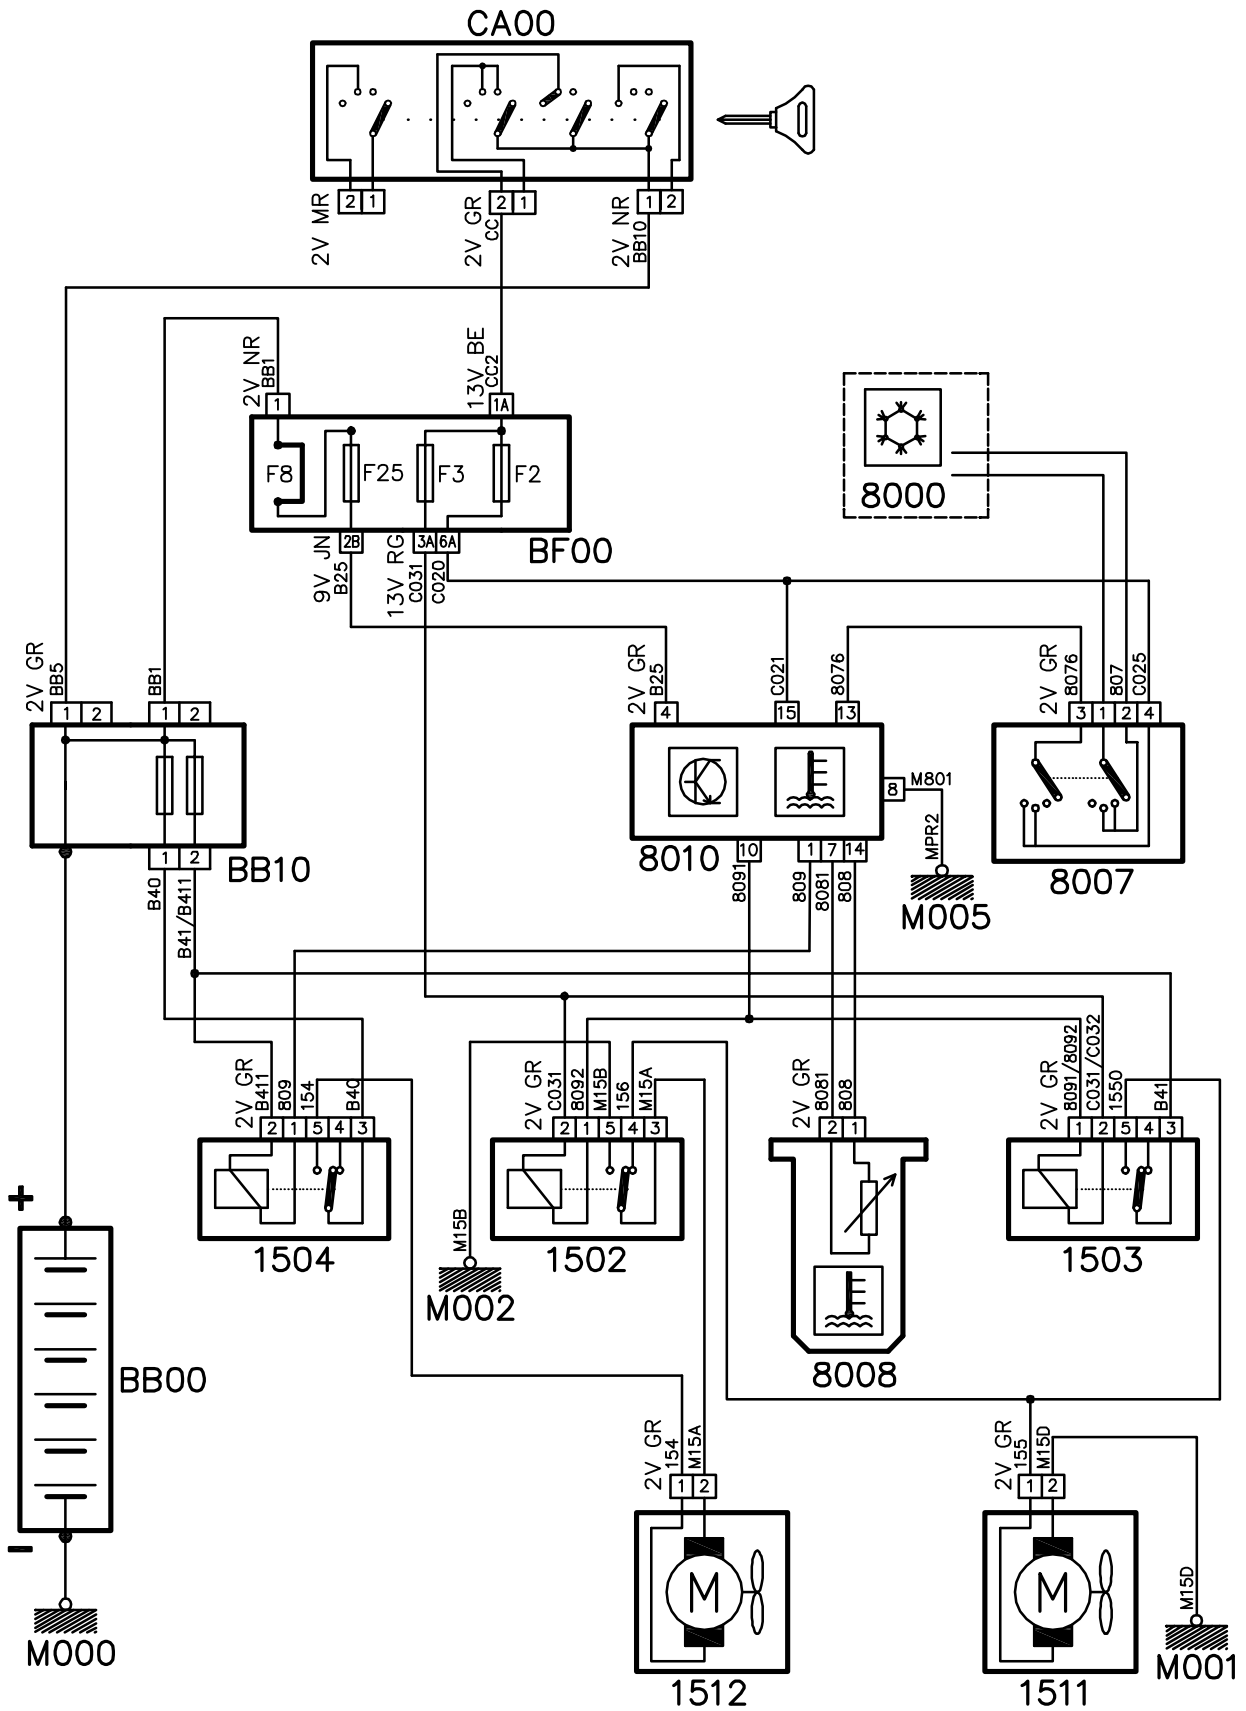 CA00
2 1
2 1
1 2
2V MR
2V GR
CC
2V NR
BB10
2V NR
BB1
13V BE
CC2
1
1A
F8
F25
F3
F2
8000
2B
3A 6A
BF00
9V JN
B25
13V RG
C031
C020
2V GR
BB5
BB1
2V GR
B25
C021
8076
2V GR
8076
807
C025
1 2
1 2
4
15
13
3 1 2 4
8
M801
MPR2
1 2
BB10
8010
10
1 7 14
8007
B40
B41/B411
8091
809
8081
808
M005
2V GR
B411
809
154
B40
2V GR
C031
8092
M15B
156
M15A
2V GR
8081
808
2V GR
8091/8092
C031/C032
1550
B41
2 1 5 4 3
2 1 5 4 3
2 1
1 2 5 4 3
+
M15B
1504
1502
1503
M002
BB00
8008
2V GR
154
M15A
2V GR
155
M15D
1 2
1 2
−
M
M
M15D
M000
M001
1512
1511